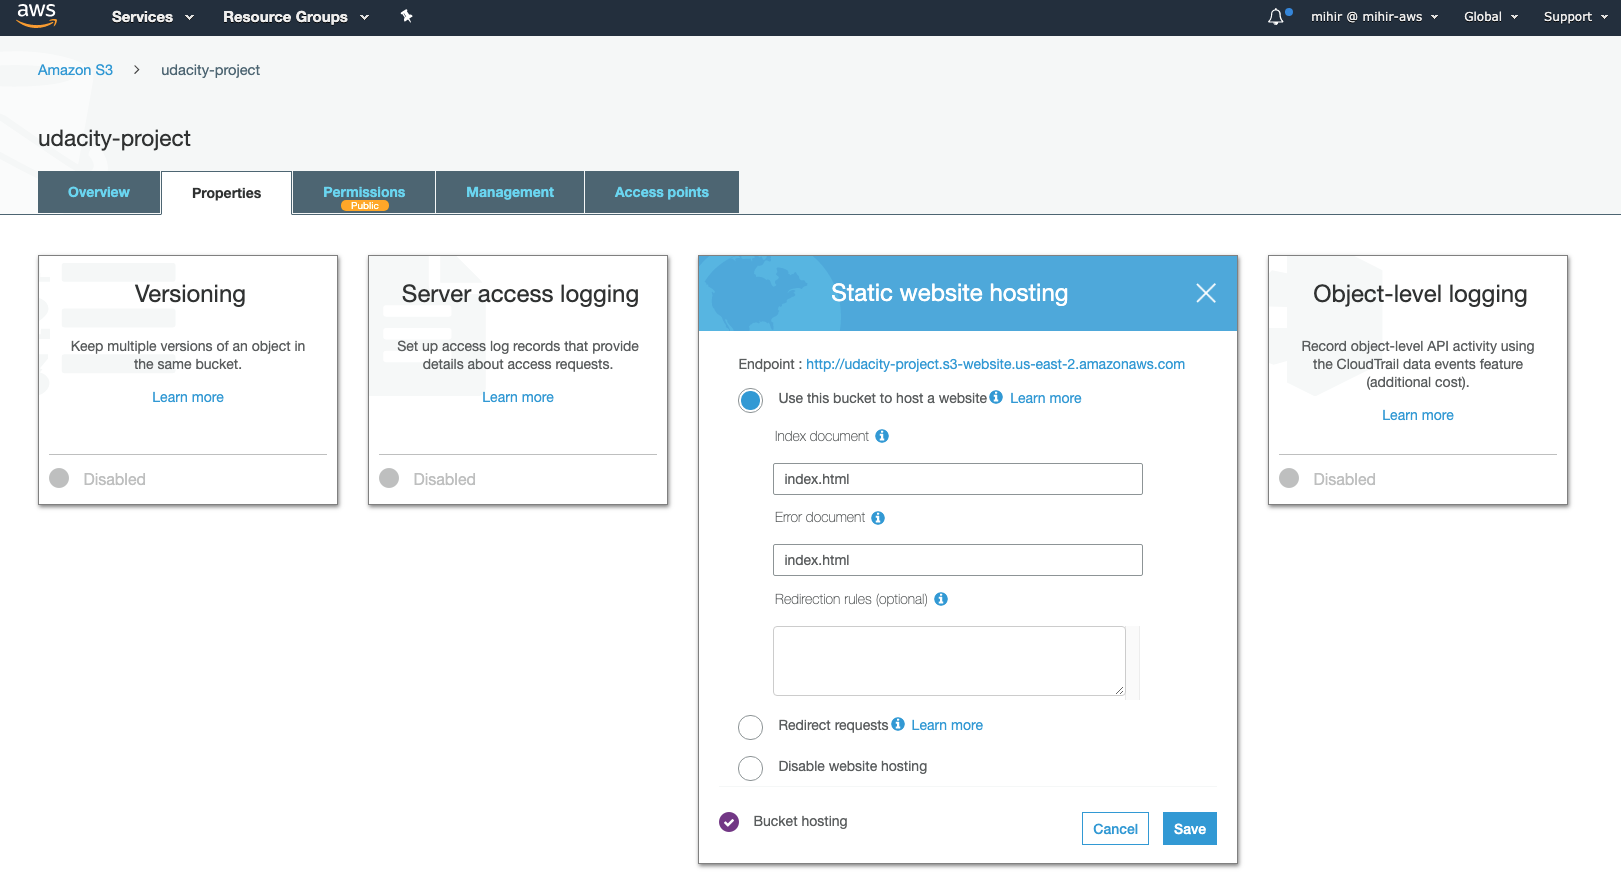 aws Services Resource Groups mihir @ mihir-aws Global Support
Amazon S3 > udacity-project
udacity-project
Overview Properties Permissions Management Access points
Public
Versioning
Keep multiple versions of an object in
the same bucket.
Learn more
Disabled
Server access logging
Set up access log records that provide
details about access requests.
Learn more
Disabled
Static website hosting
Endpoint : http://udacity-project.s3-website.us-east-2.amazonaws.com
Use this bucket to host a website Learn more
Index document
index.html
Error document
index.html
Redirection rules (optional)
Redirect requests Learn more
Disable website hosting
Bucket hosting
Cancel Save
Object-level logging
Record object-level API activity using
the CloudTrail data events feature
(additional cost).
Learn more
Disabled